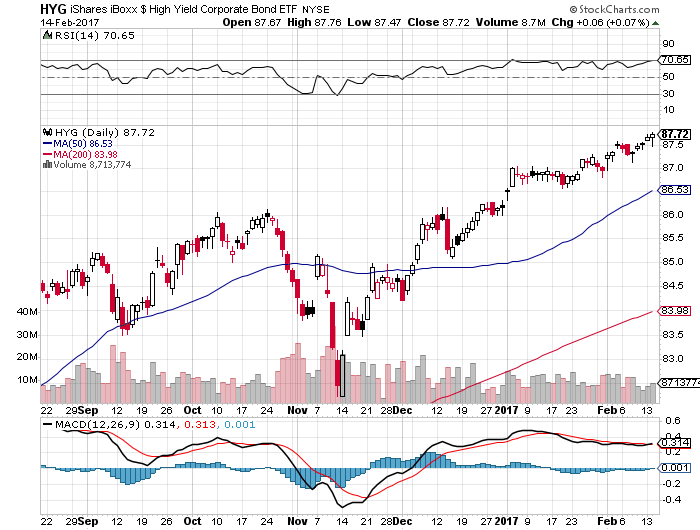 HYG iShares iBoxx $ High Yield Corporate Bond ETF NYSE © StockCharts.com
14-Feb-2017 Open 87.67 High 87.76 Low 87.47 Close 87.72 Volume 8.7M Chg +0.06 (+0.07%)
RSI(14) 70.65
90
70.65
50
30
10
HYG (Daily) 87.72
MA(50) 86.53
MA(200) 83.98
Volume 8,713,774
87.72
87.5
87.0
86.53
86.0
85.5
85.0
84.5
83.98
83.5
83.0
8713774
40M
30M
20M
10M
22 29 Sep 12 19 26 Oct 10 17 24 Nov 7 14 21 28 Dec 12 19 27 2017 9 17 23 Feb 6 13
MACD(12,26,9) 0.314, 0.313, 0.001
0.6
0.4
0.314
0.2
0.001
-0.2
-0.4
22 29 Sep 12 19 26 Oct 10 17 24 Nov 7 14 21 28 Dec 12 19 27 2017 9 17 23 Feb 6 13